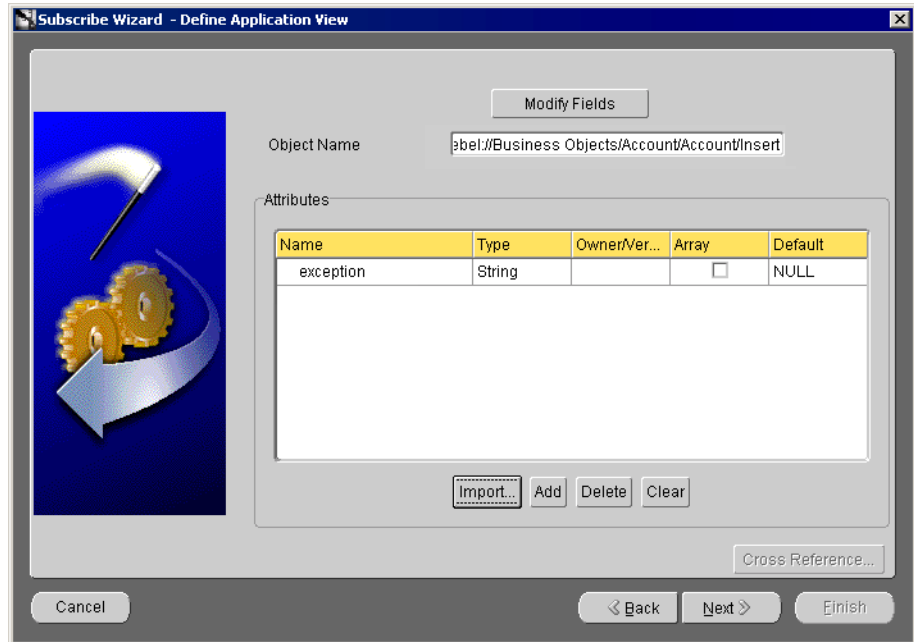 Subscribe Wizard - Define Application View
Modify Fields
Object Name
ebel://Business Objects/Account/Account/Insert
Attributes
Name Type Owner/Ver... Array Default
exception String NULL
Import... Add Delete Clear
Cross Reference...
Cancel Back Next Finish